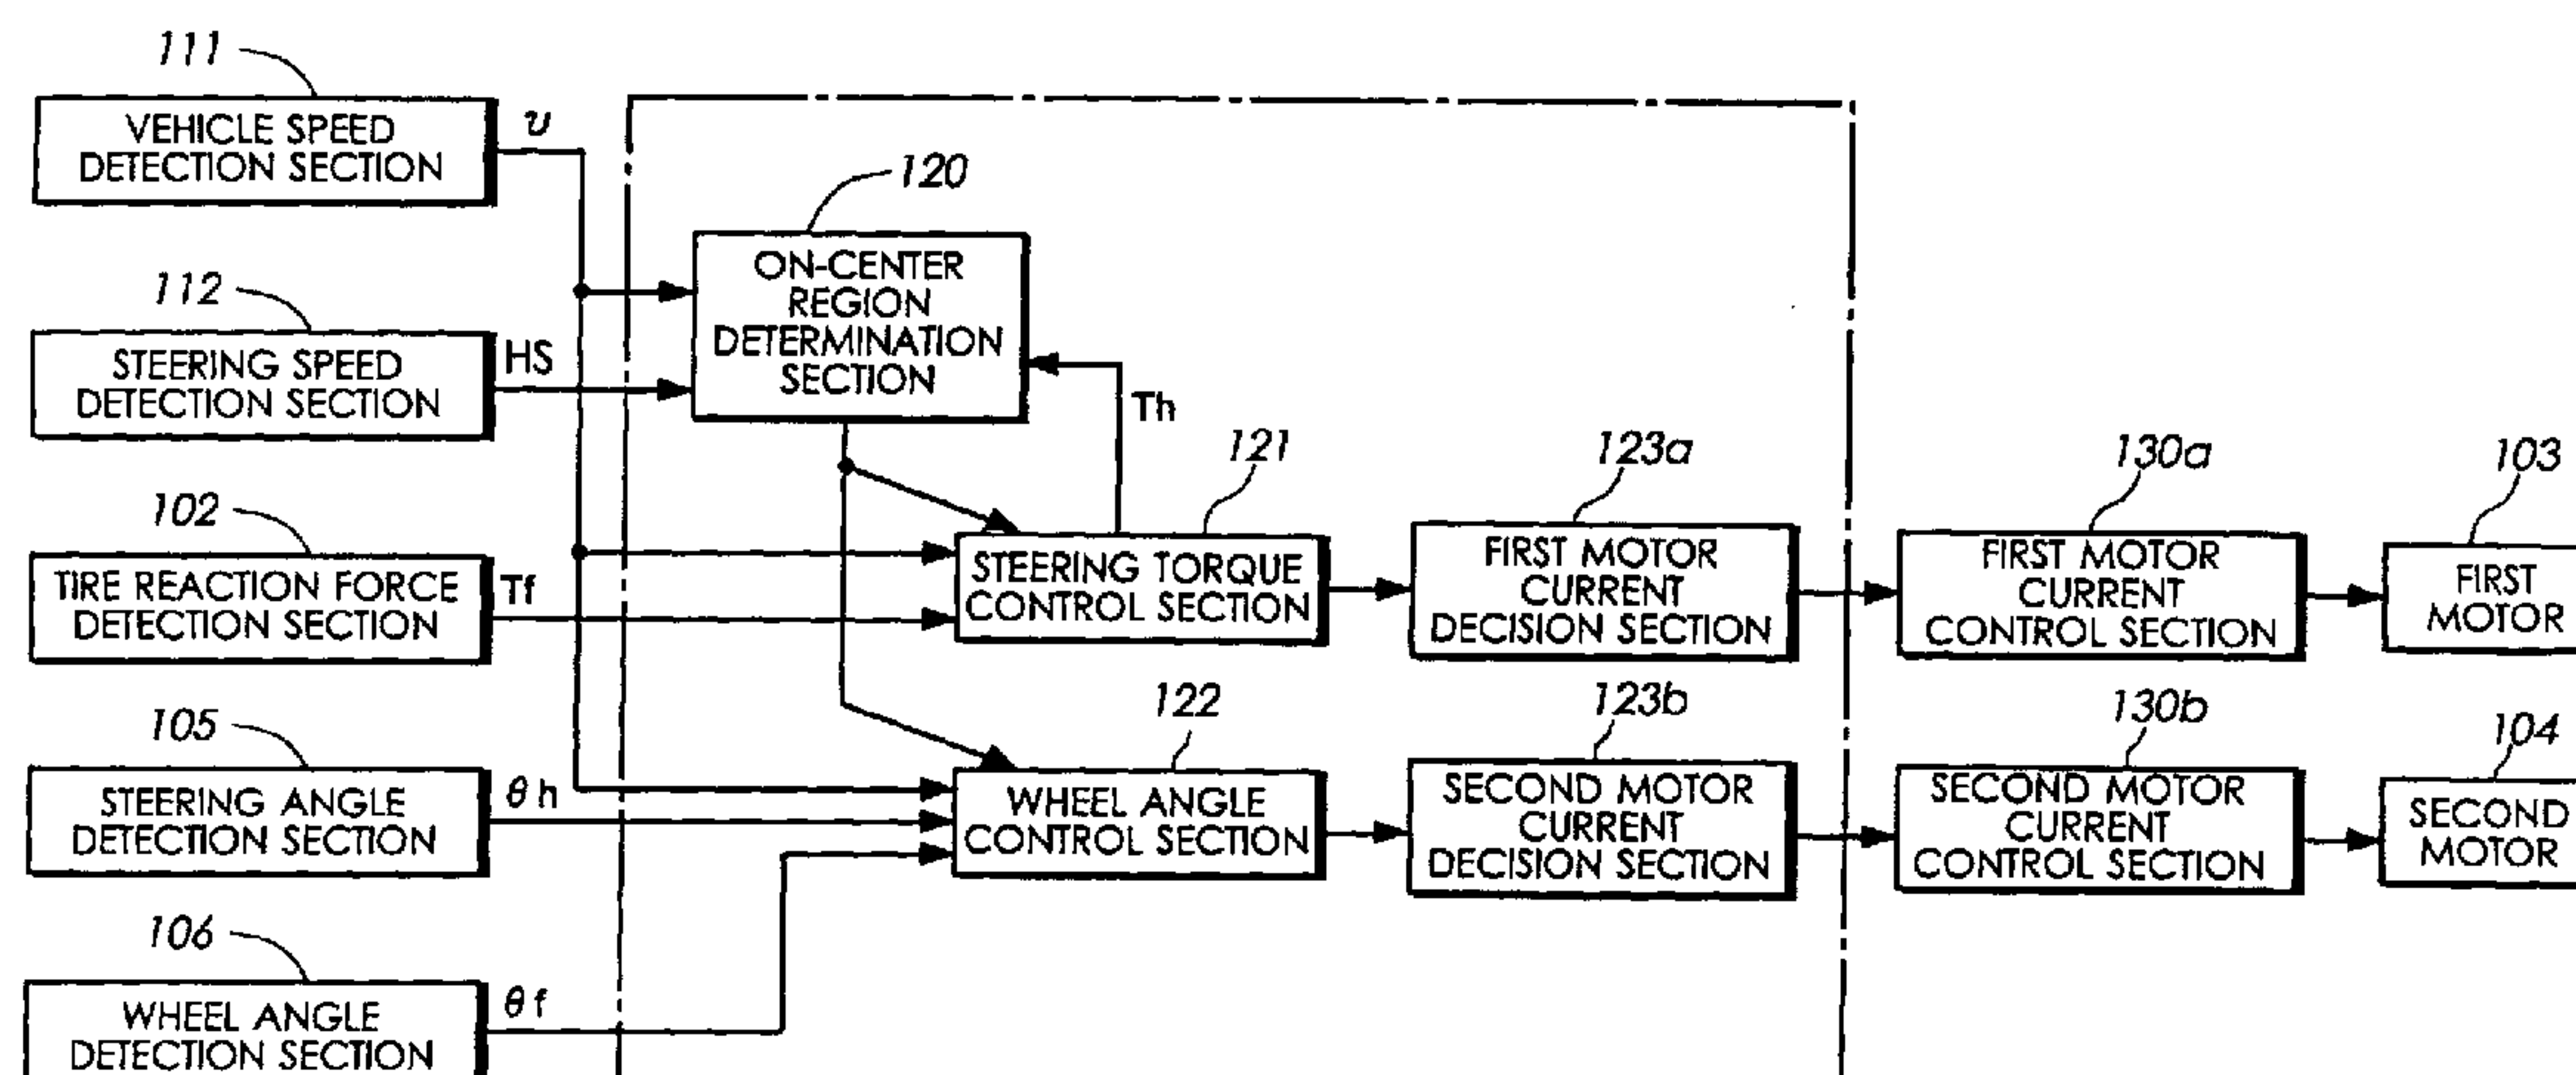 111
VEHICLE SPEED
DETECTION SECTION
υ
120
ON-CENTER
REGION
DETERMINATION
SECTION
112
STEERING SPEED
DETECTION SECTION
HS
Th
102
TIRE REACTION FORCE
DETECTION SECTION
Tf
121
STEERING TORQUE
CONTROL SECTION
123a
FIRST MOTOR
CURRENT
DECISION SECTION
130a
FIRST MOTOR
CURRENT
CONTROL SECTION
103
FIRST
MOTOR
105
STEERING ANGLE
DETECTION SECTION
θh
122
WHEEL ANGLE
CONTROL SECTION
123b
SECOND MOTOR
CURRENT
DECISION SECTION
130b
SECOND MOTOR
CURRENT
CONTROL SECTION
104
SECOND
MOTOR
106
WHEEL ANGLE
DETECTION SECTION
θf